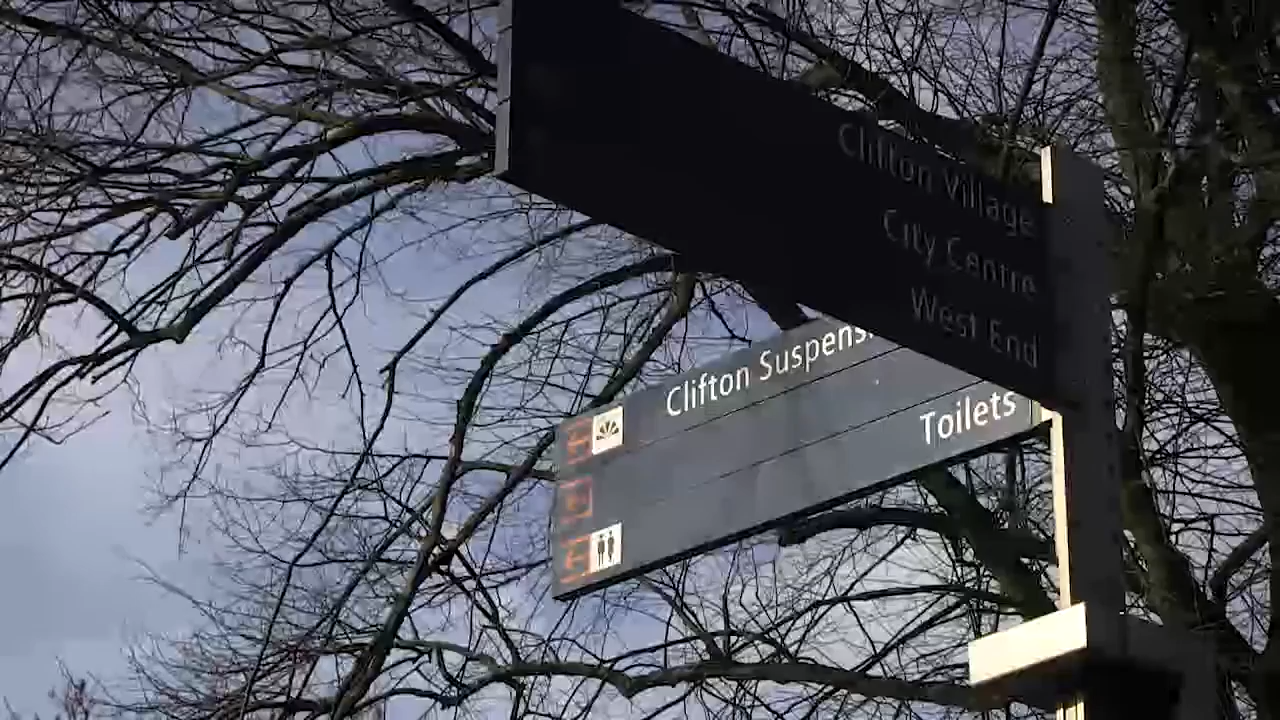 Clifton Village
City Centre
West End
Clifton Suspens
Toilets